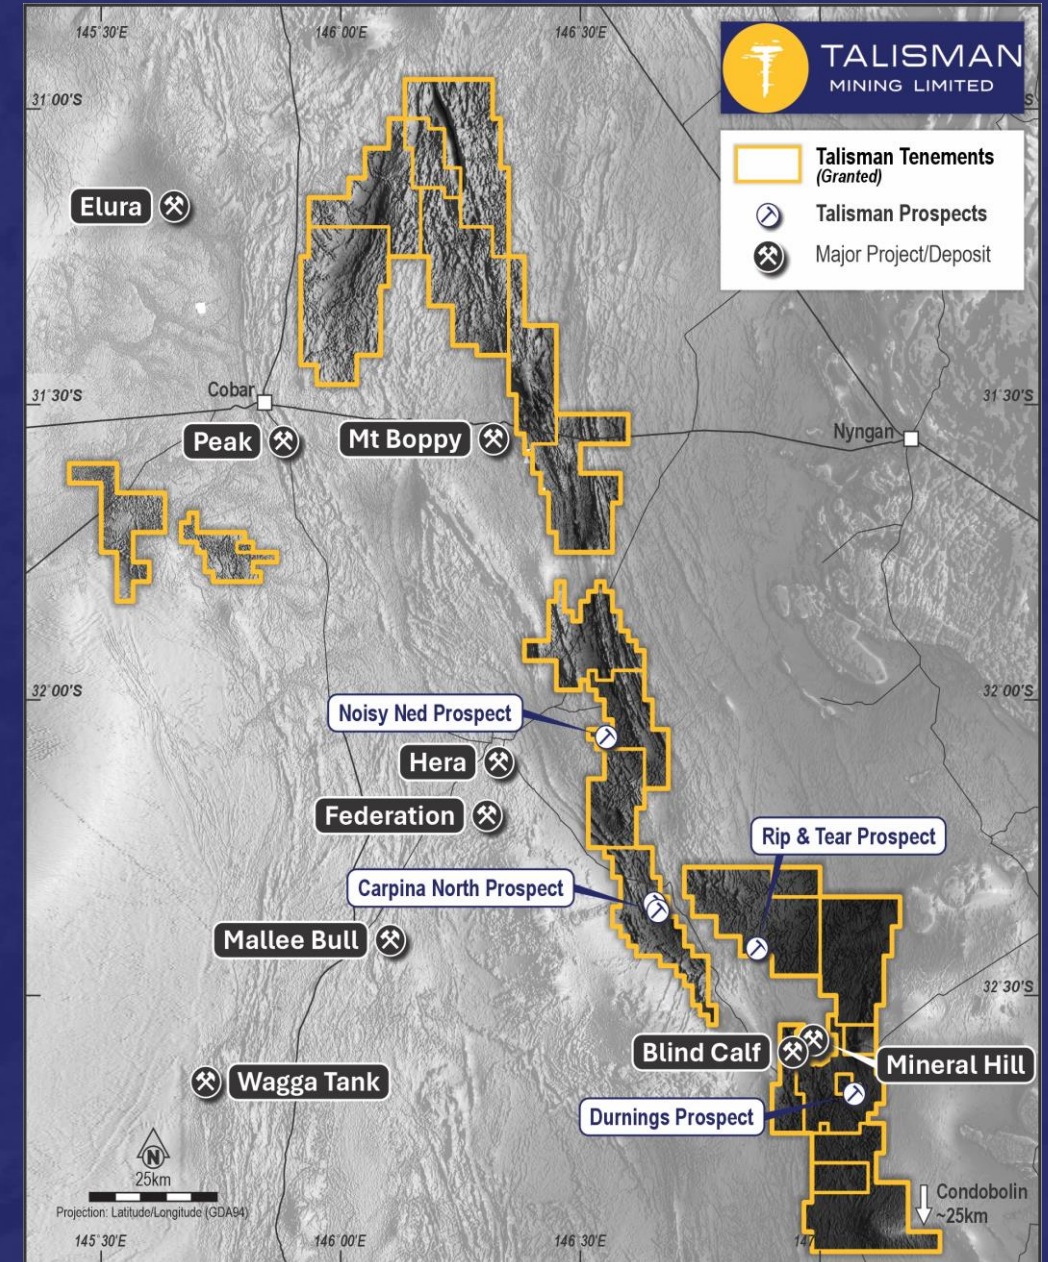 145°30'E
146°00'E
146°30'E
TALISMAN
MINING LIMITED
31°00'S
S
Talisman Tenements
(Granted)
Talisman Prospects
Major Project/Deposit
Elura
Cobar
31°30'S
31°30'S
Peak
Mt Boppy
Nyngan
32°00'S
32°00'S
Noisy Ned Prospect
Hera
Federation
Rip & Tear Prospect
Carpina North Prospect
Mallee Bull
32°30'S
Blind Calf
Mineral Hill
Wagga Tank
Durnings Prospect
N
25km
Projection: Latitude/Longitude (GDA94)
Condobolin
~25km
145°30'E
146°00'E
146°30'E
147